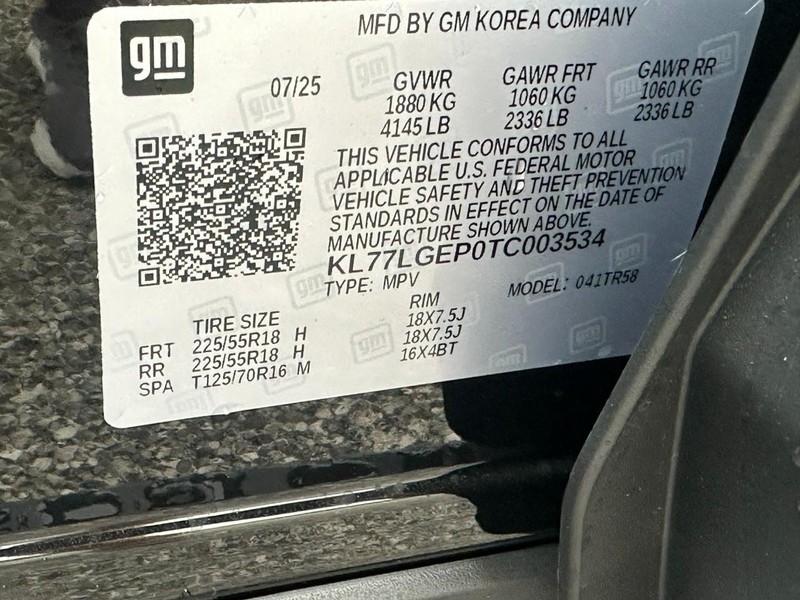 gm
MFD BY GM KOREA COMPANY
07/25
GVWR GAWR FRT GAWR RR
1880 KG 1060 KG 1060 KG
4145 LB 2336 LB 2336 LB
THIS VEHICLE CONFORMS TO ALL
APPLICABLE U.S. FEDERAL MOTOR
VEHICLE SAFETY AND THEFT PREVENTION
STANDARDS IN EFFECT ON THE DATE OF
MANUFACTURE SHOWN ABOVE.
KL77LGEP0TC003534
TYPE: MPV MODEL: 041TR58
TIRE SIZE RIM
FRT 225/55R18 H 18X7.5J
RR 225/55R18 H 18X7.5J
SPA T125/70R16 M 16X4BT